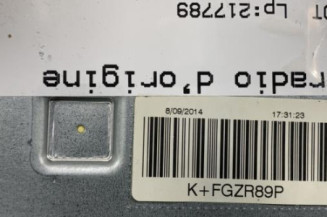 radio d'origine
Lp:217789
8/09/2014 17:31:23
K+FGZR89P